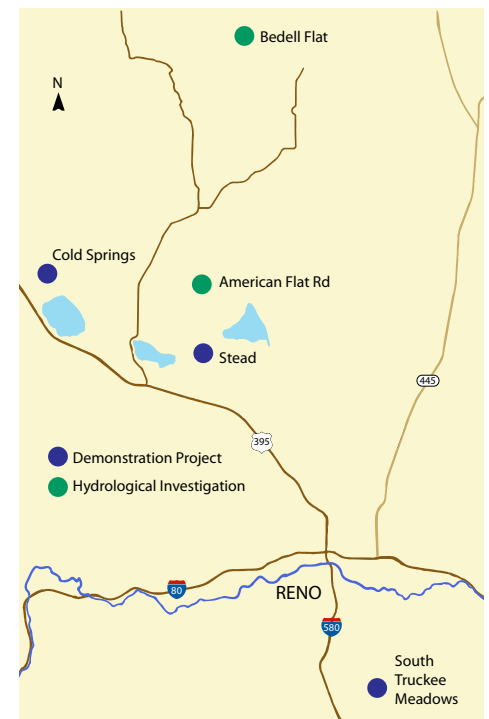 Bedell Flat
N
Cold Springs
American Flat Rd
Stead
445
395
Demonstration Project
Hydrological Investigation
80
RENO
580
South
Truckee
Meadows